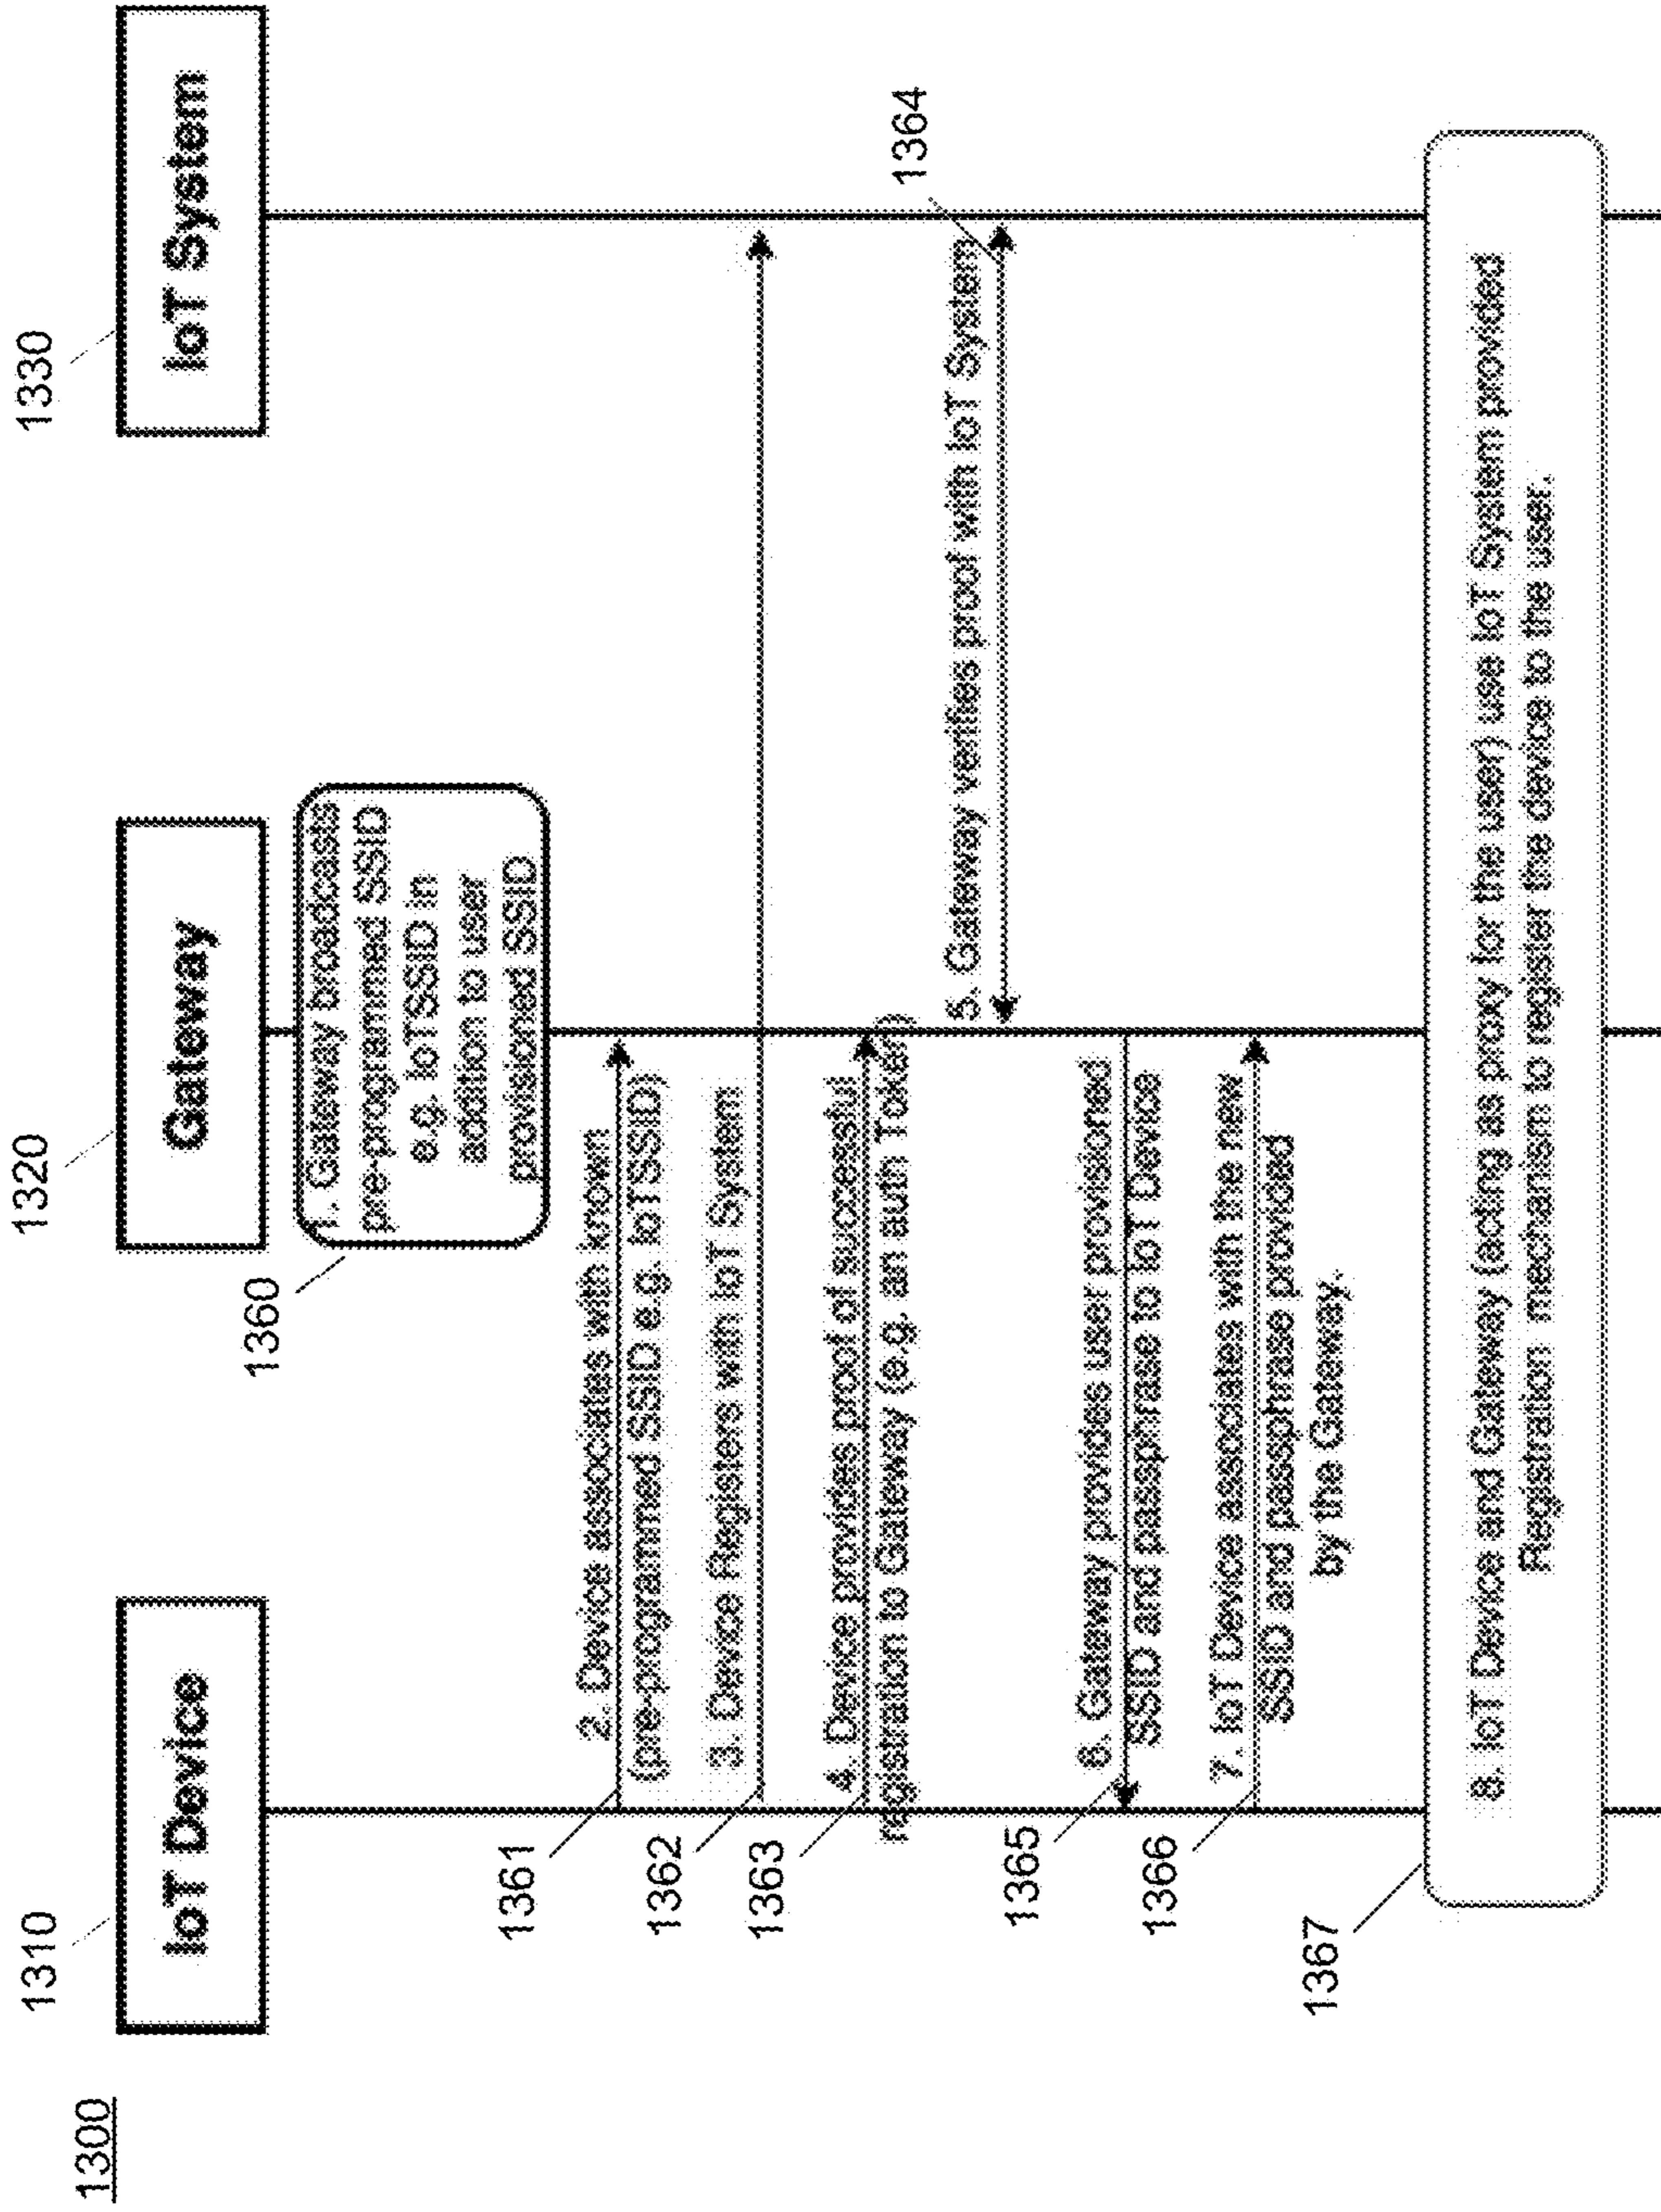 1300
1310
1320
1330
IoT Device
Gateway
IoT System
1360
1. Gateway broadcasts
pre-programmed SSID
e.g. IoTSSID in
addition to user
provisioned SSID
1361
2. Device associates with known
(pre-programmed SSID e.g. IoTSSID)
1362
3. Device Registers with IoT System
1363
4. Device provides proof of successful
registration to Gateway (e.g. an auth Token)
5. Gateway verifies proof with IoT System
1364
1365
6. Gateway provides user provisioned
SSID and passphrase to IoT Device
1366
7. IoT Device associates with the new
SSID and passphrase provided
by the Gateway.
1367
8. IoT Device and Gateway (acting as proxy for the user) use IoT System provided
Registration mechanism to register the device to the user.